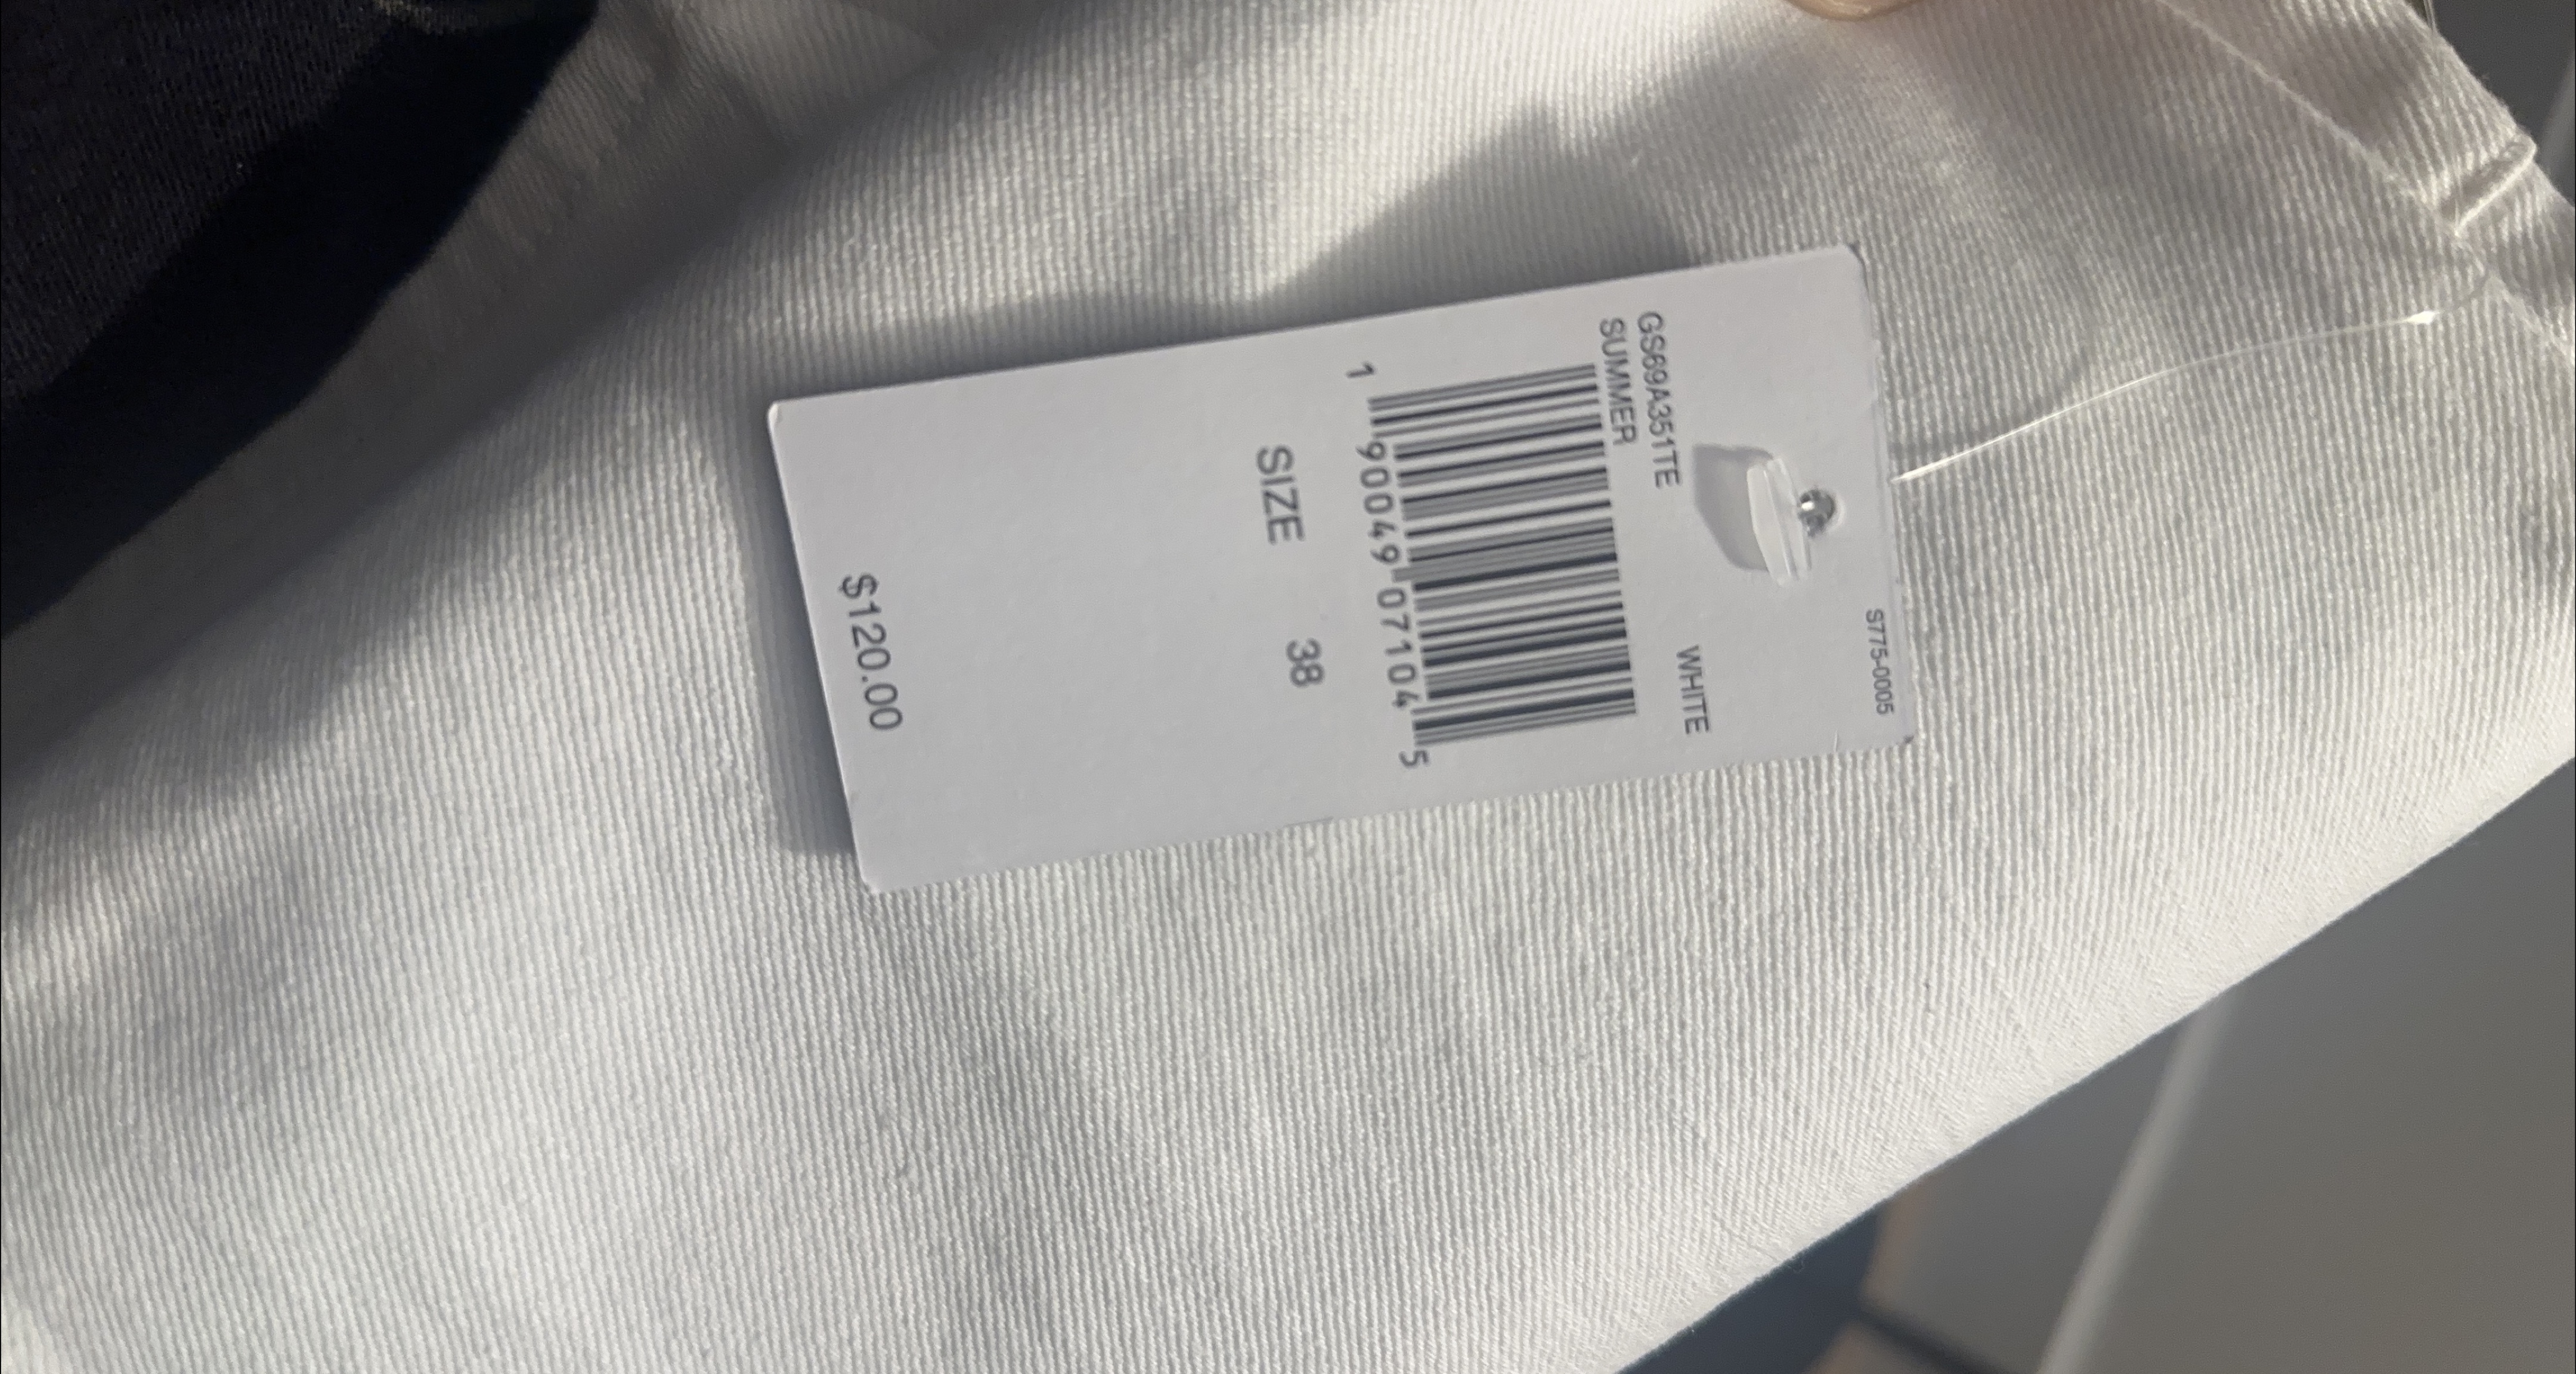 S775-0005
GS69A351TE WHITE
SUMMER
1 90049 07104 5
SIZE 38
$120.00